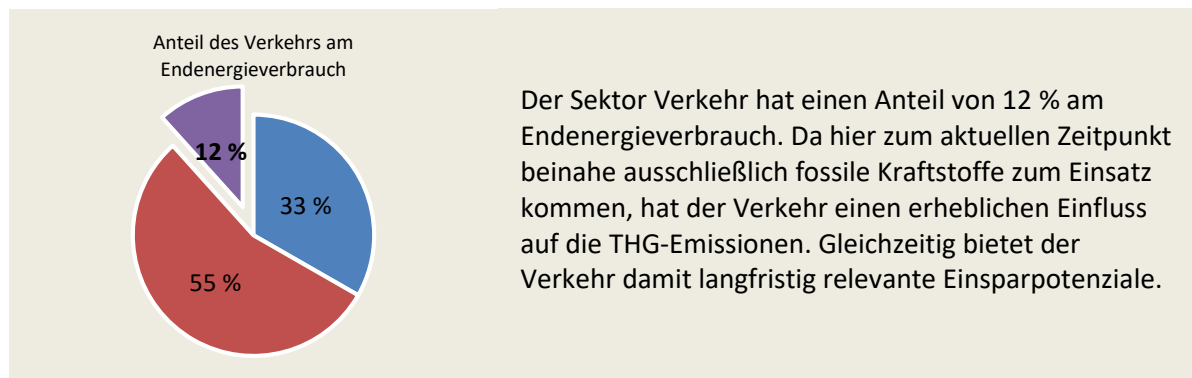 Anteil des Verkehrs am
Endenergieverbrauch
12 %
33 %
55 %
Der Sektor Verkehr hat einen Anteil von 12 % am
Endenergieverbrauch. Da hier zum aktuellen Zeitpunkt
beinahe ausschließlich fossile Kraftstoffe zum Einsatz
kommen, hat der Verkehr einen erheblichen Einfluss
auf die THG-Emissionen. Gleichzeitig bietet der
Verkehr damit langfristig relevante Einsparpotenziale.